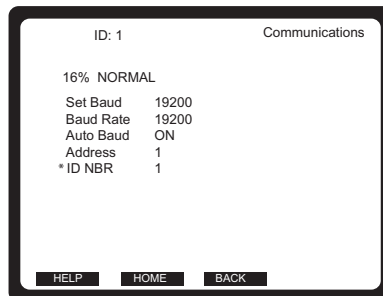 ID: 1 Communications
16% NORMAL
Set Baud 19200
Baud Rate 19200
Auto Baud ON
Address 1
* ID NBR 1
HELP HOME BACK